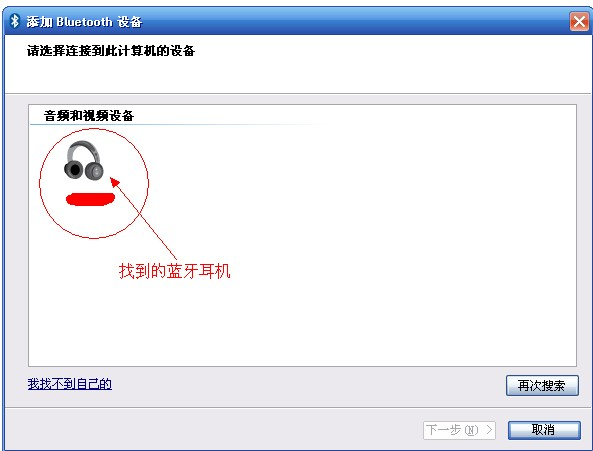 添加 Bluetooth 设备
请选择连接到此计算机的设备
音频和视频设备
找到的蓝牙耳机
我找不到自己的
再次搜索
下一步(N) >
取消